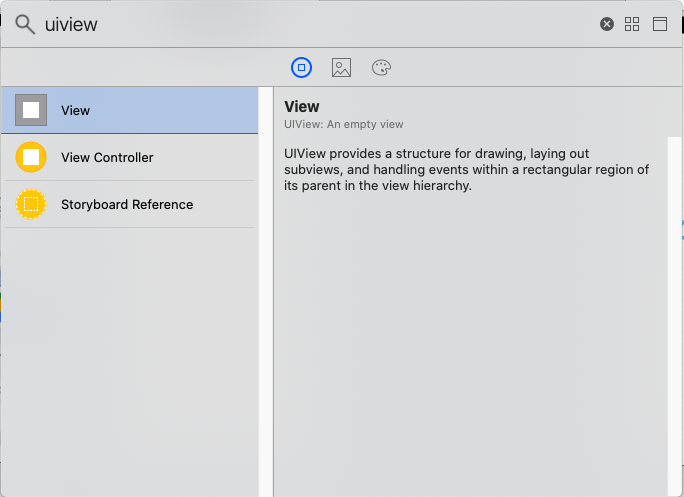 uiview
View
View Controller
Storyboard Reference
View
UIView: An empty view
UIView provides a structure for drawing, laying out
subviews, and handling events within a rectangular region of
its parent in the view hierarchy.